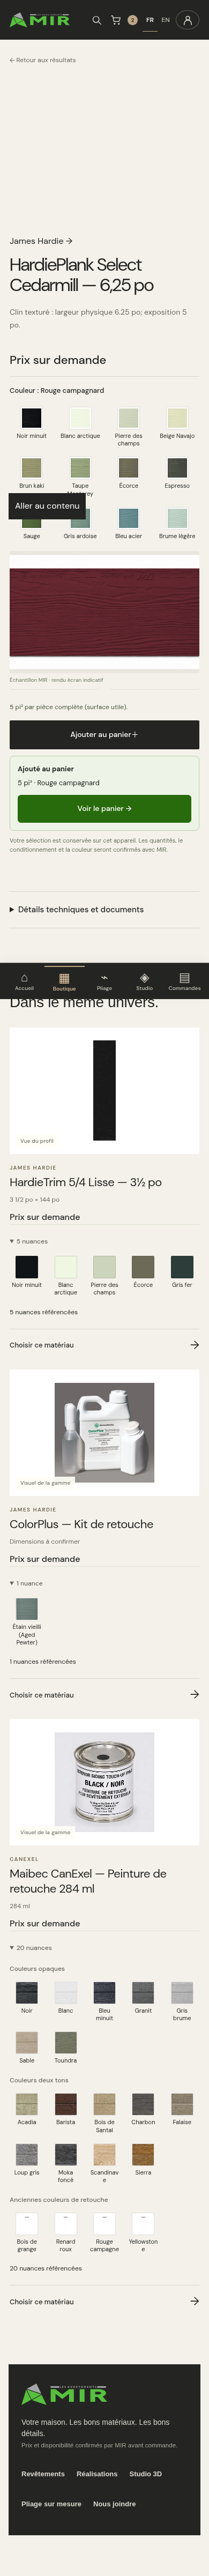 AMIR
2
FR
EN
← Retour aux résultats
James Hardie →
HardiePlank Select
Cedarmill — 6,25 po
Clin texturé : largeur physique 6.25 po; exposition 5
po.
Prix sur demande
Couleur : Rouge campagnard
Noir minuit
Blanc arctique
Pierre des
champs
Beige Navajo
Brun kaki
Taupe
Écorce
Espresso
Aller au contenu
Sauge
Gris ardoise
Bleu acier
Brume légère
Échantillon MIR · rendu écran indicatif
5 pi² par pièce complète (surface utile).
Ajouter au panier +
Ajouté au panier
5 pi² · Rouge campagnard
Voir le panier →
Votre sélection est conservée sur cet appareil. Les quantités, le
conditionnement et la couleur seront confirmés avec MIR.
▶ Détails techniques et documents
Accueil
Boutique
Pliage
Studio
Commandes
Dans le même univers.
Vue du profil
JAMES HARDIE
HardieTrim 5/4 Lisse — 3½ po
3 1/2 po × 144 po
Prix sur demande
▼ 5 nuances
Noir minuit
Blanc
arctique
Pierre des
champs
Écorce
Gris fer
5 nuances référencées
Choisir ce matériau →
Visuel de la gamme
JAMES HARDIE
ColorPlus — Kit de retouche
Dimensions à confirmer
Prix sur demande
▼ 1 nuance
Étain vieilli
(Aged
Pewter)
1 nuances référencées
Choisir ce matériau →
EXTERIOR SIDING TOUCH-UP PAINT
BLACK / NOIR
Visuel de la gamme
CANEXEL
Maibec CanExel — Peinture de
retouche 284 ml
284 ml
Prix sur demande
▼ 20 nuances
Couleurs opaques
Noir
Blanc
Bleu
minuit
Granit
Gris
brume
Sable
Toundra
Couleurs deux tons
Acadia
Barista
Bois de
Santal
Charbon
Falaise
Loup gris
Moka
foncé
Scandinav
e
Sierra
Anciennes couleurs de retouche
Bois de
grange
Renard
roux
Rouge
campagne
Yellowston
e
20 nuances référencées
Choisir ce matériau →
AMIR
Votre maison. Les bons matériaux. Les bons
détails.
Prix et disponibilité confirmés par MIR avant commande.
Revêtements
Réalisations
Studio 3D
Pliage sur mesure
Nous joindre